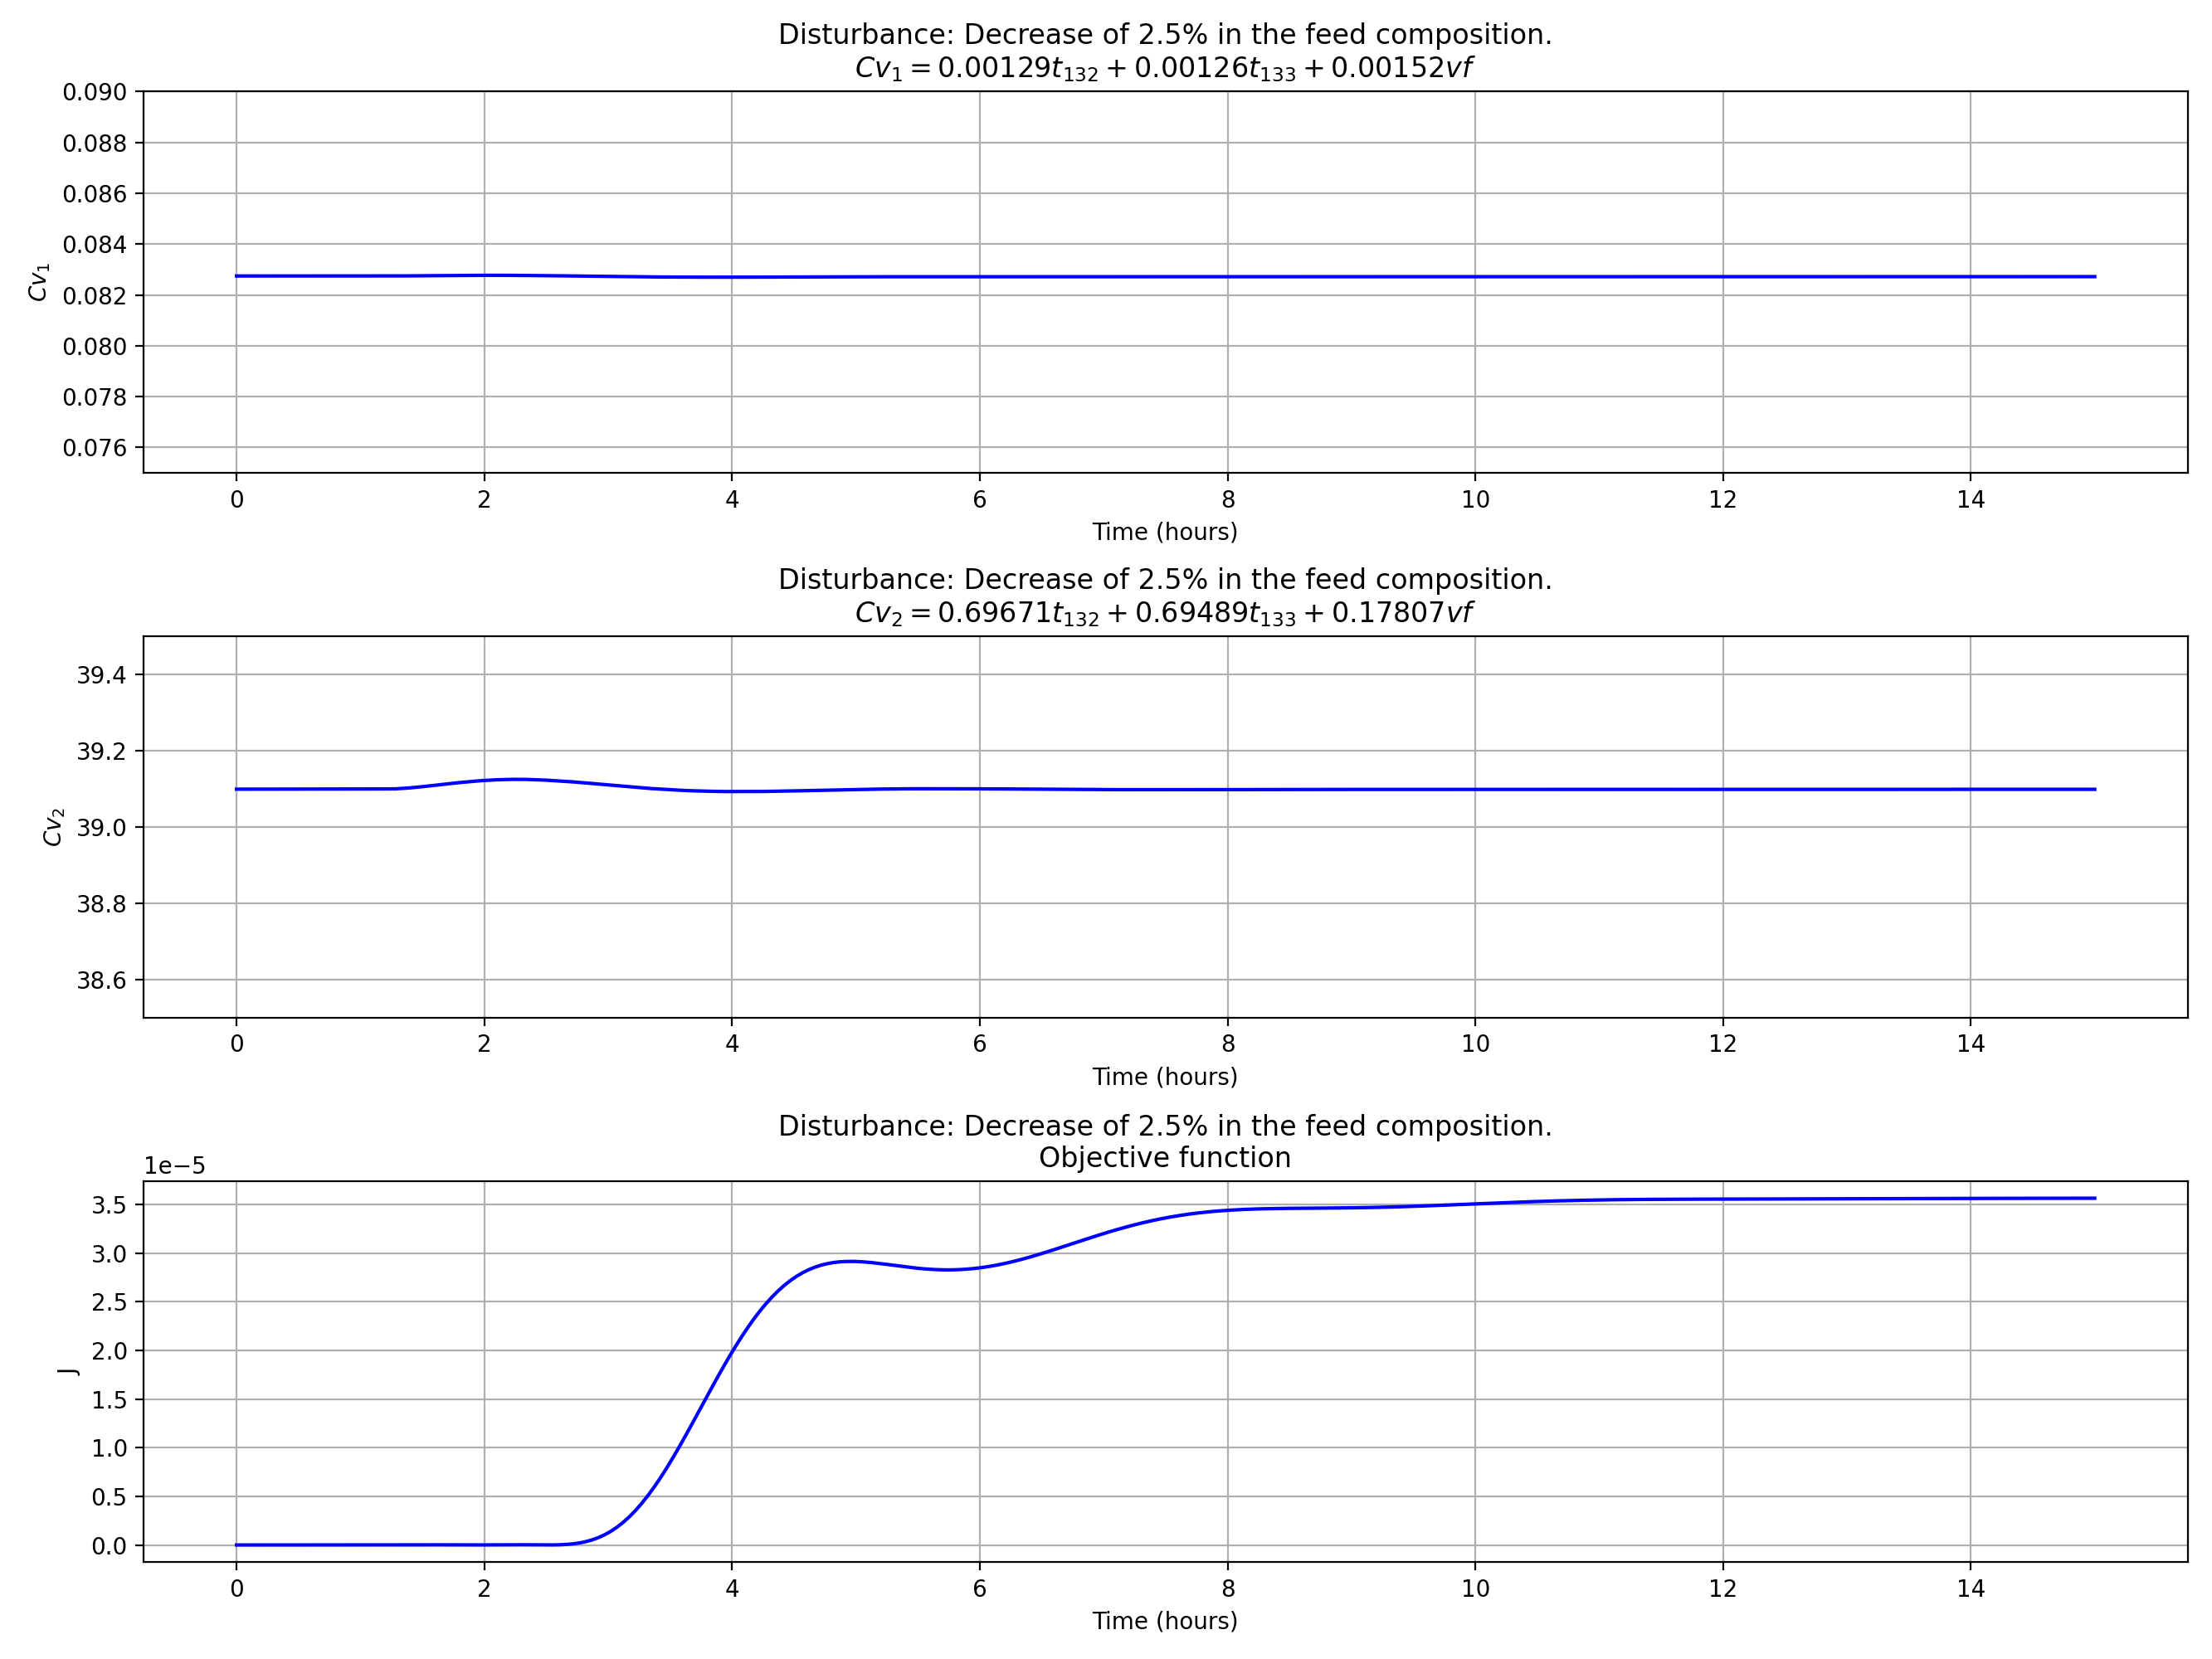 Disturbance: Decrease of 2.5% in the feed composition.
Cv₁ = 0.00129t₁₃₂ + 0.00126t₁₃₃ + 0.00152vf
0.090
0.088
0.086
0.084
0.082
0.080
0.078
0.076
Cv₁
0 2 4 6 8 10 12 14
Time (hours)
Disturbance: Decrease of 2.5% in the feed composition.
Cv₂ = 0.69671t₁₃₂ + 0.69489t₁₃₃ + 0.17807vf
39.4
39.2
39.0
38.8
38.6
Cv₂
0 2 4 6 8 10 12 14
Time (hours)
Disturbance: Decrease of 2.5% in the feed composition.
Objective function
1e−5
3.5
3.0
2.5
2.0
1.5
1.0
0.5
0.0
J
0 2 4 6 8 10 12 14
Time (hours)